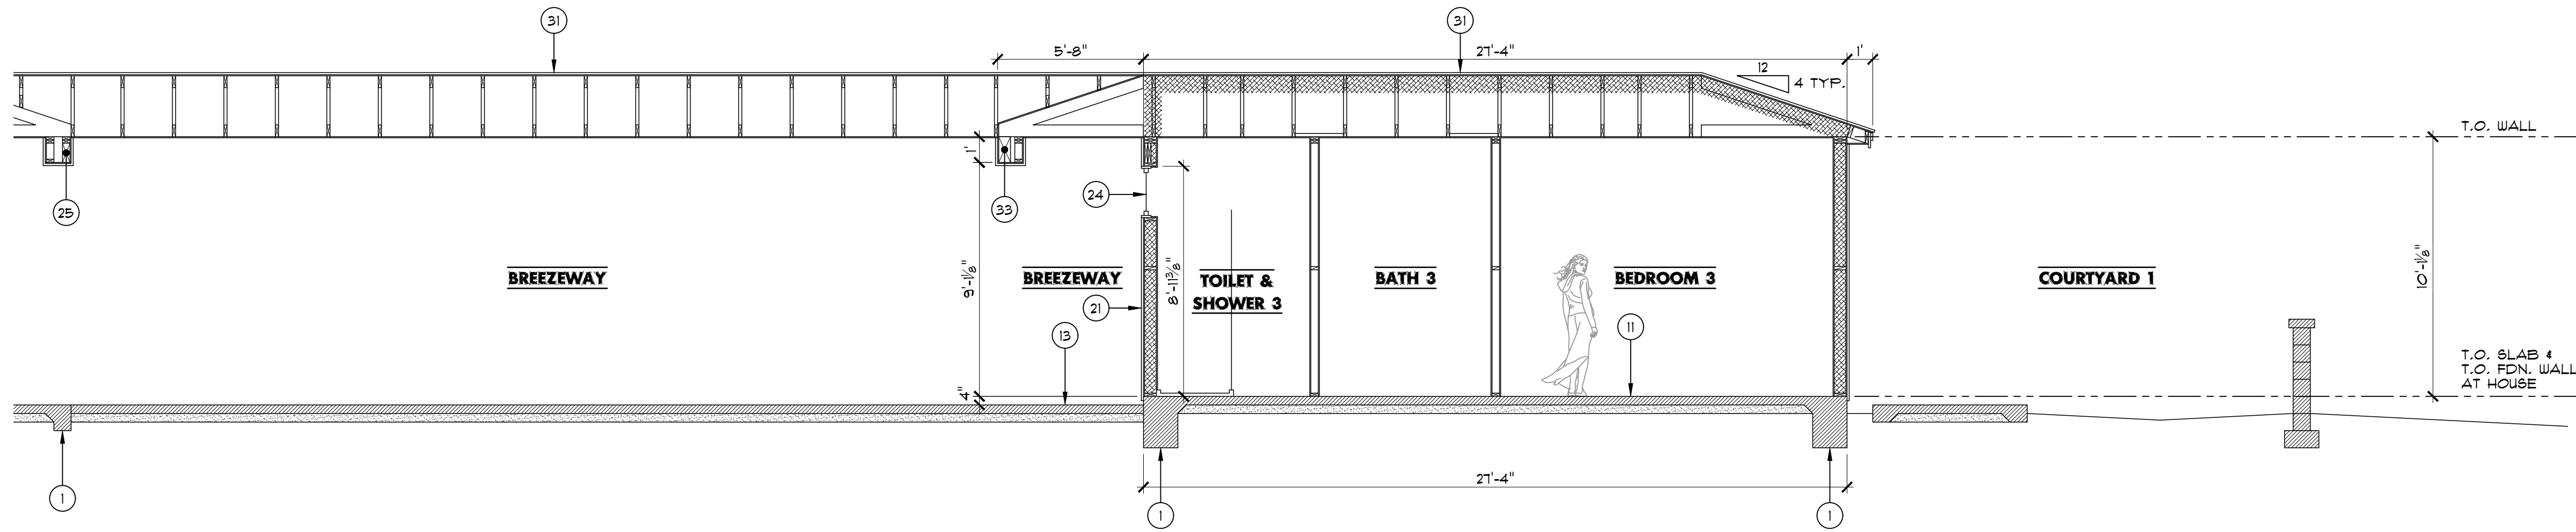 31
31
5'-8"
27'-4"
1'
12
4 TYP.
T.O. WALL
1'
25
33
24
9'-1⅛"
8'-11⅜"
10'-1⅛"
BREEZEWAY
BREEZEWAY
TOILET &
SHOWER 3
BATH 3
BEDROOM 3
COURTYARD 1
21
13
11
4"
T.O. SLAB &
T.O. FDN. WALL
AT HOUSE
27'-4"
1
1
1